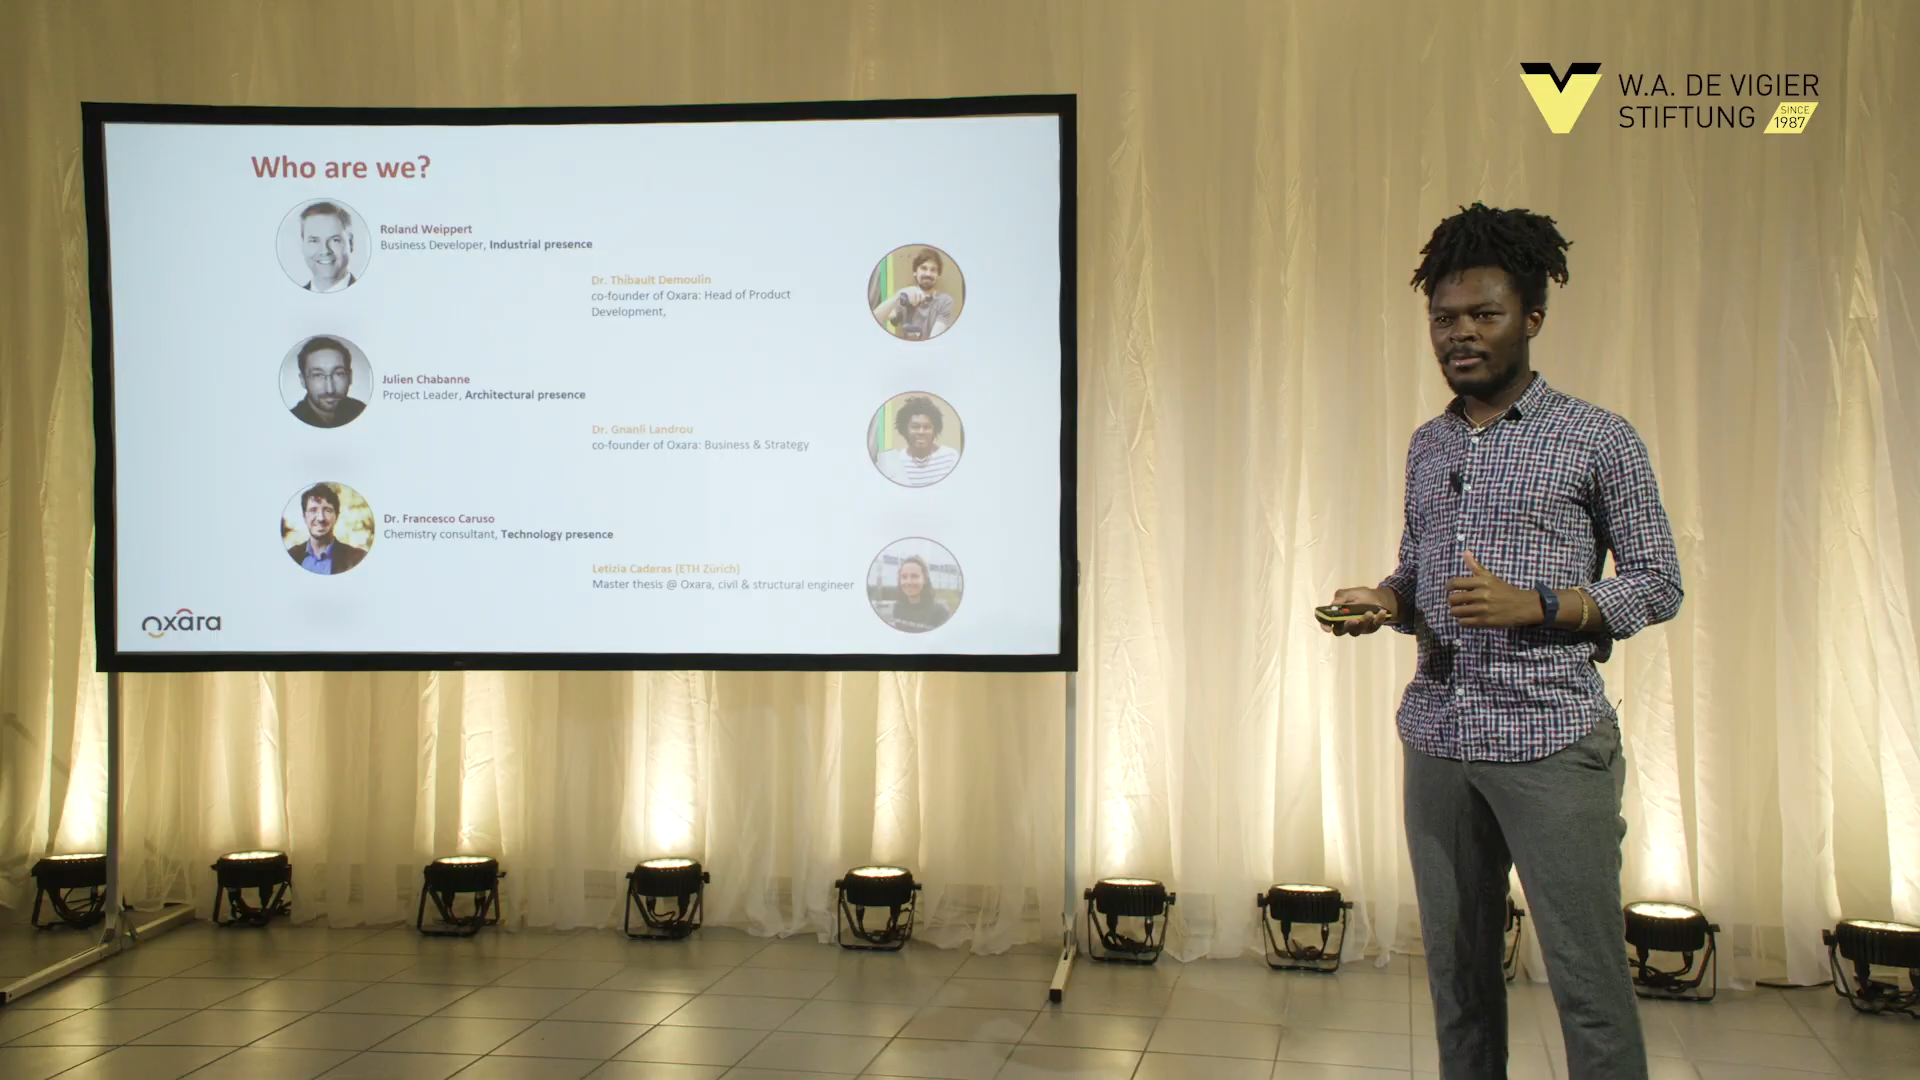 W.A. DE VIGIER
STIFTUNG
SINCE
1987
Who are we?
Roland Weippert
Business Developer, Industrial presence
Dr. Thibault Demoulin
co-founder of Oxara: Head of Product
Development,
Julien Chabanne
Project Leader, Architectural presence
Dr. Gnanli Landrou
co-founder of Oxara: Business & Strategy
Dr. Francesco Caruso
Chemistry consultant, Technology presence
Letizia Caderas (ETH Zürich)
Master thesis @ Oxara, civil & structural engineer
oxara